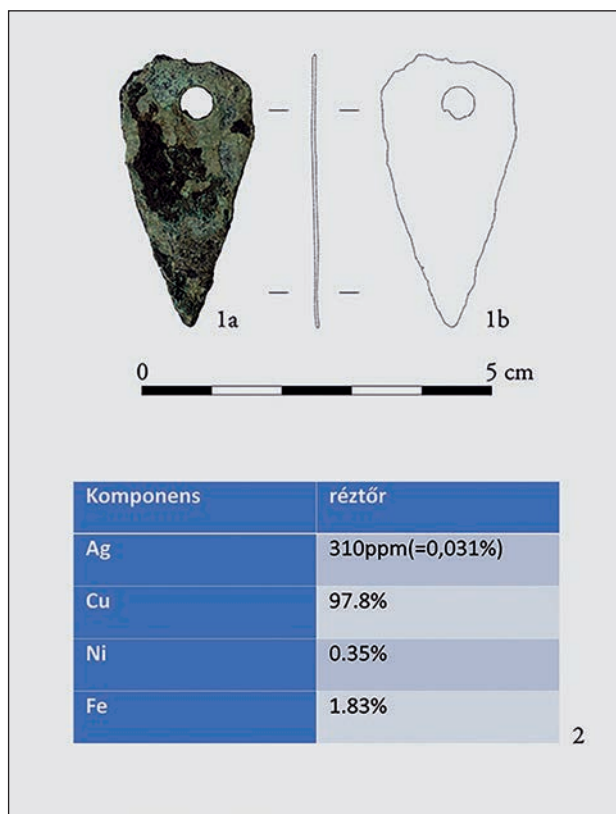 1a
1b
0 5 cm
Komponens réztőr
Ag 310ppm(=0,031%)
Cu 97.8%
Ni 0.35%
Fe 1.83%
2